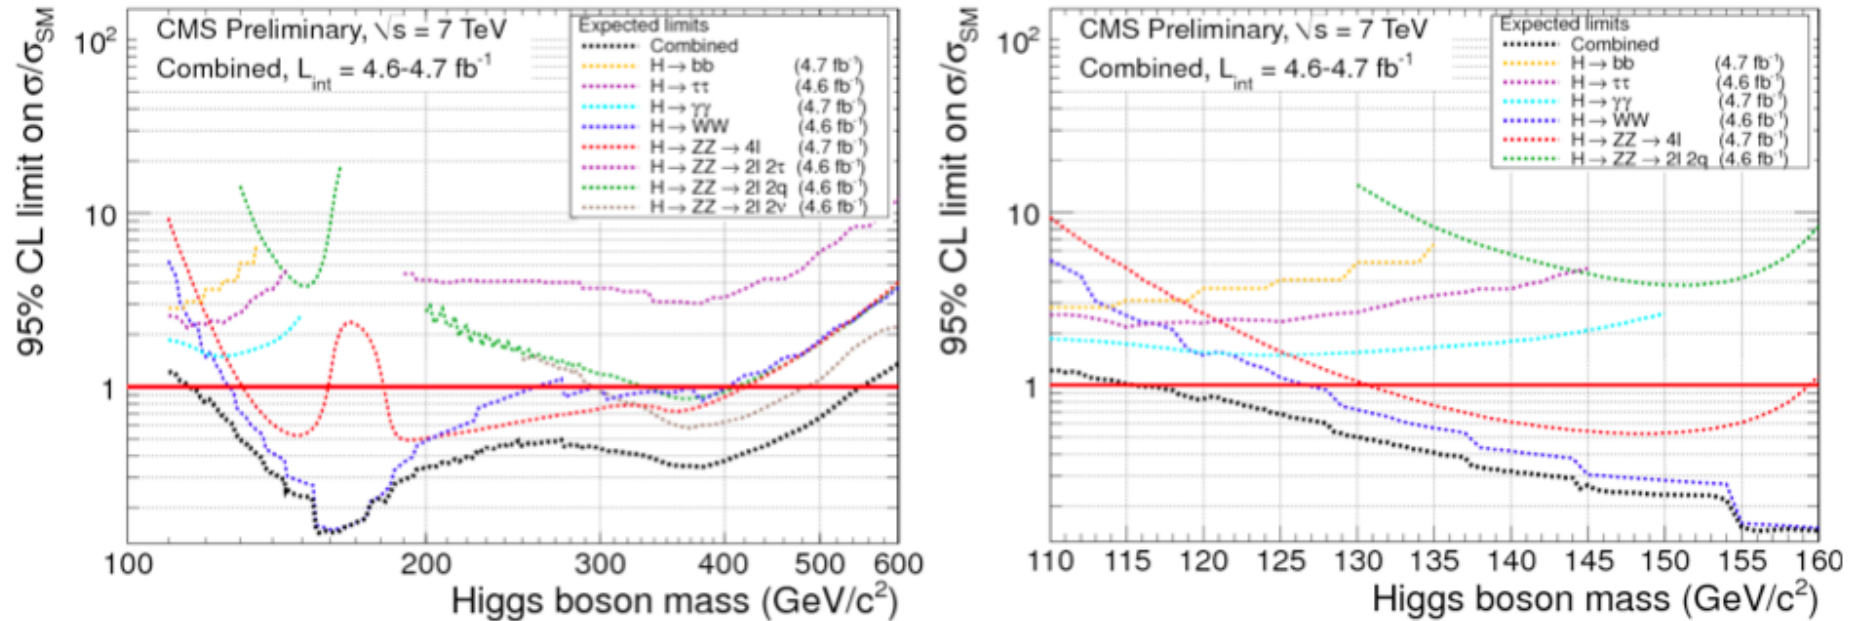 95% CL limit on σ/σSM
10²
10
1
CMS Preliminary, √s = 7 TeV
Combined, Lint = 4.6-4.7 fb⁻¹
Expected limits
Combined
H → bb (4.7 fb⁻¹)
H → ττ (4.6 fb⁻¹)
H → γγ (4.7 fb⁻¹)
H → WW (4.6 fb⁻¹)
H → ZZ → 4l (4.7 fb⁻¹)
H → ZZ → 2l 2τ (4.6 fb⁻¹)
H → ZZ → 2l 2q (4.6 fb⁻¹)
H → ZZ → 2l 2ν (4.6 fb⁻¹)
100 200 300 400 500 600
Higgs boson mass (GeV/c²)
95% CL limit on σ/σSM
10²
10
1
CMS Preliminary, √s = 7 TeV
Combined, Lint = 4.6-4.7 fb⁻¹
Expected limits
Combined
H → bb (4.7 fb⁻¹)
H → ττ (4.6 fb⁻¹)
H → γγ (4.7 fb⁻¹)
H → WW (4.6 fb⁻¹)
H → ZZ → 4l (4.7 fb⁻¹)
H → ZZ → 2l 2q (4.6 fb⁻¹)
110 115 120 125 130 135 140 145 150 155 160
Higgs boson mass (GeV/c²)